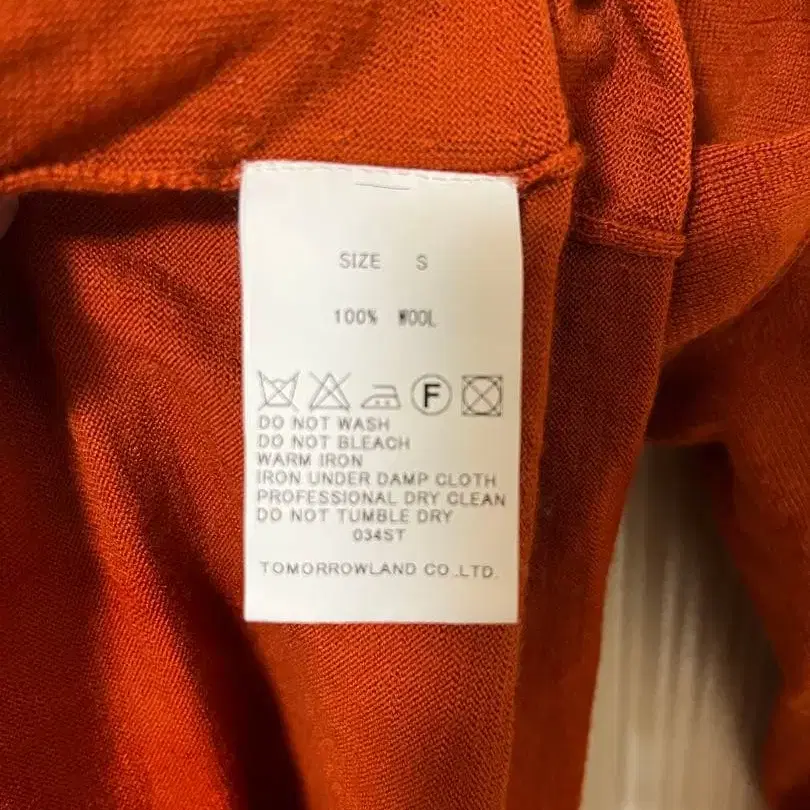 SIZE S
100% WOOL
F
DO NOT WASH
DO NOT BLEACH
WARM IRON
IRON UNDER DAMP CLOTH
PROFESSIONAL DRY CLEAN
DO NOT TUMBLE DRY
034ST
TOMORROWLAND CO.,LTD.